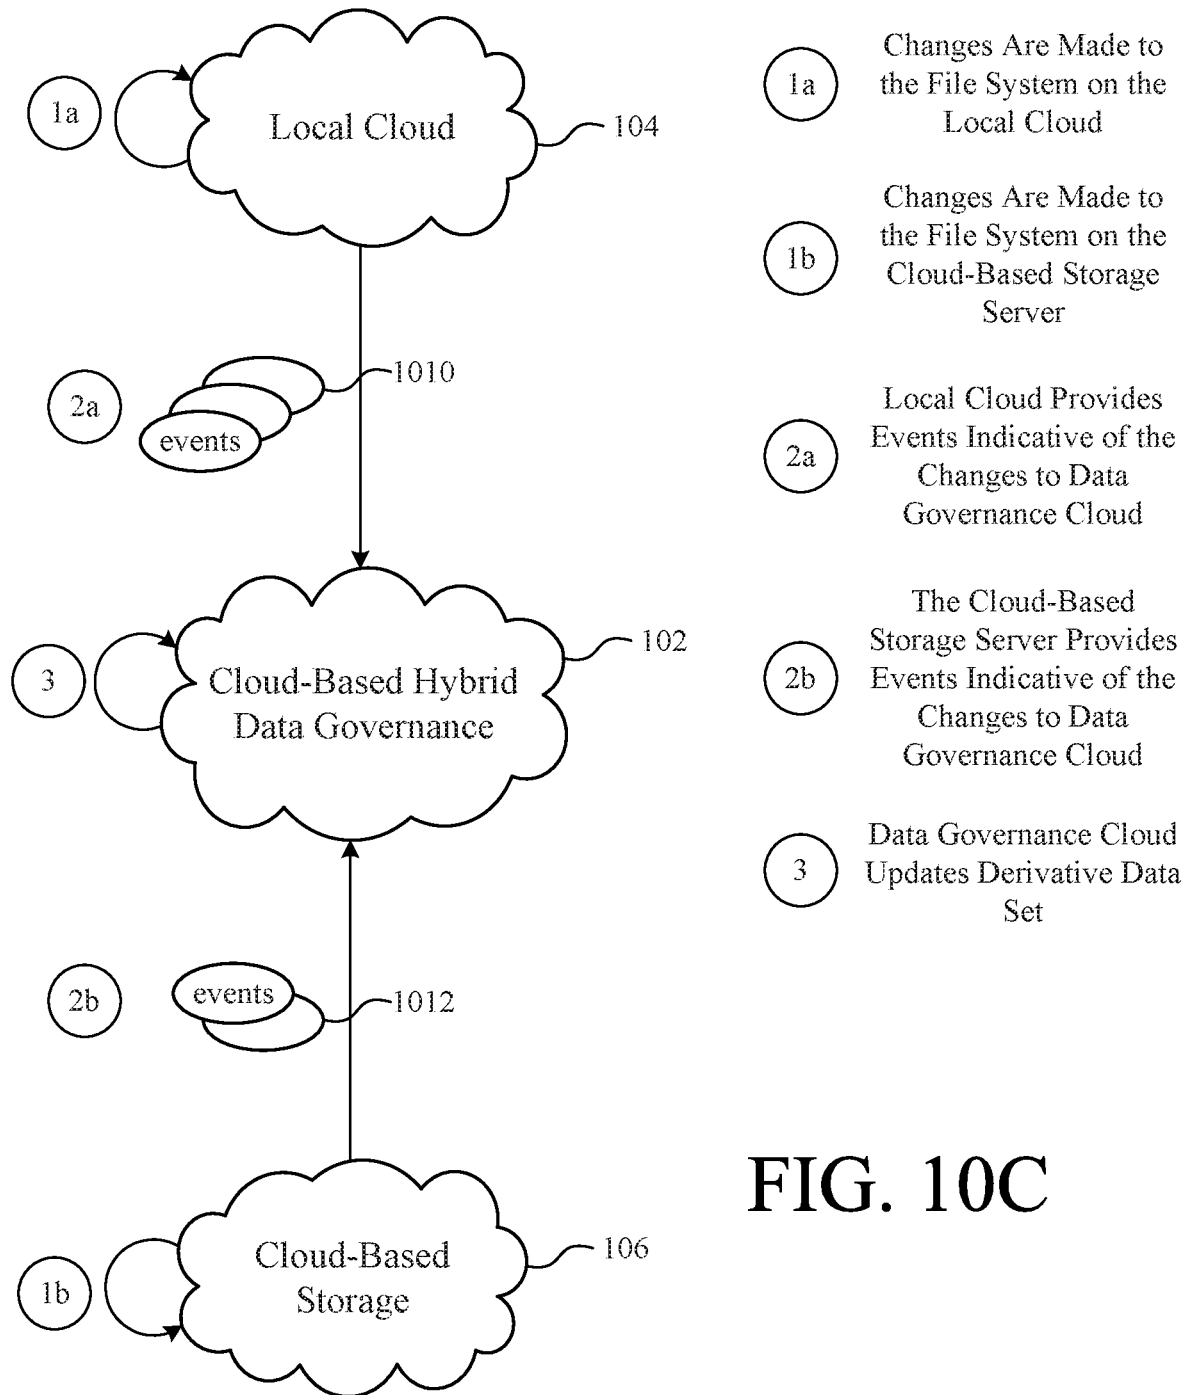 1a
Local Cloud
104
2a
events
1010
3
Cloud-Based Hybrid
Data Governance
102
2b
events
1012
1b
Cloud-Based
Storage
106
1a
Changes Are Made to
the File System on the
Local Cloud
1b
Changes Are Made to
the File System on the
Cloud-Based Storage
Server
2a
Local Cloud Provides
Events Indicative of the
Changes to Data
Governance Cloud
2b
The Cloud-Based
Storage Server Provides
Events Indicative of the
Changes to Data
Governance Cloud
3
Data Governance Cloud
Updates Derivative Data
Set
FIG. 10C